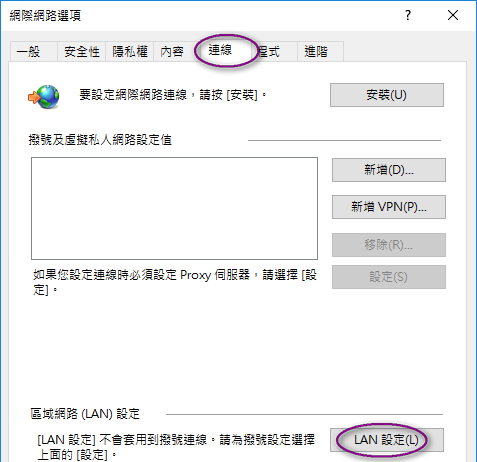 網際網路選項
一般 安全性 隱私權 內容 連線 程式 進階
要設定網際網路連線，請按 [安裝]。 安裝(U)
撥號及虛擬私人網路設定值
新增(D)...
新增 VPN(P)...
移除(R)...
設定(S)
如果您設定連線時必須設定 Proxy 伺服器，請選擇 [設
定]。
區域網路 (LAN) 設定
[LAN 設定] 不會套用到撥號連線。請為撥號設定選擇
上面的 [設定]。
LAN 設定(L)